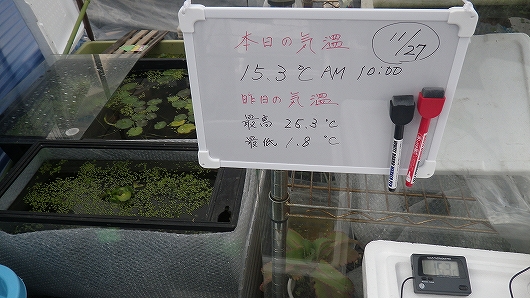 11/27
本日の気温
15.3℃ AM 10:00
昨日の気温
最高 25.3℃
最低 1.8℃